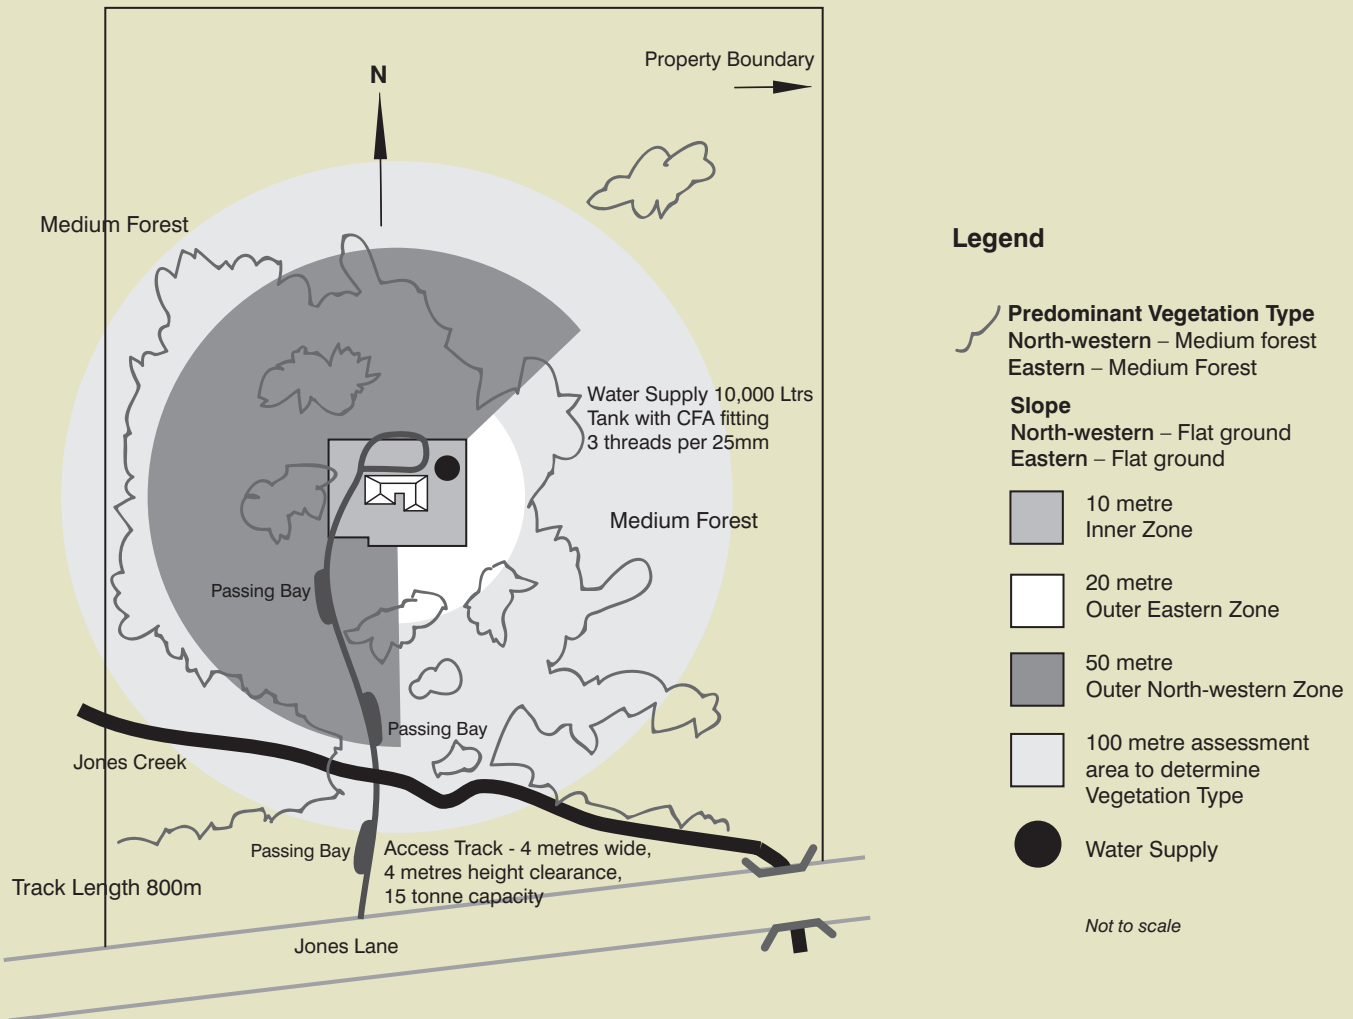 Property Boundary
N
Medium Forest
Water Supply 10,000 Ltrs
Tank with CFA fitting
3 threads per 25mm
Medium Forest
Passing Bay
Passing Bay
Jones Creek
Passing Bay
Access Track - 4 metres wide,
4 metres height clearance,
15 tonne capacity
Track Length 800m
Jones Lane
Legend
Predominant Vegetation Type
North-western – Medium forest
Eastern – Medium Forest
Slope
North-western – Flat ground
Eastern – Flat ground
10 metre
Inner Zone
20 metre
Outer Eastern Zone
50 metre
Outer North-western Zone
100 metre assessment
area to determine
Vegetation Type
Water Supply
Not to scale